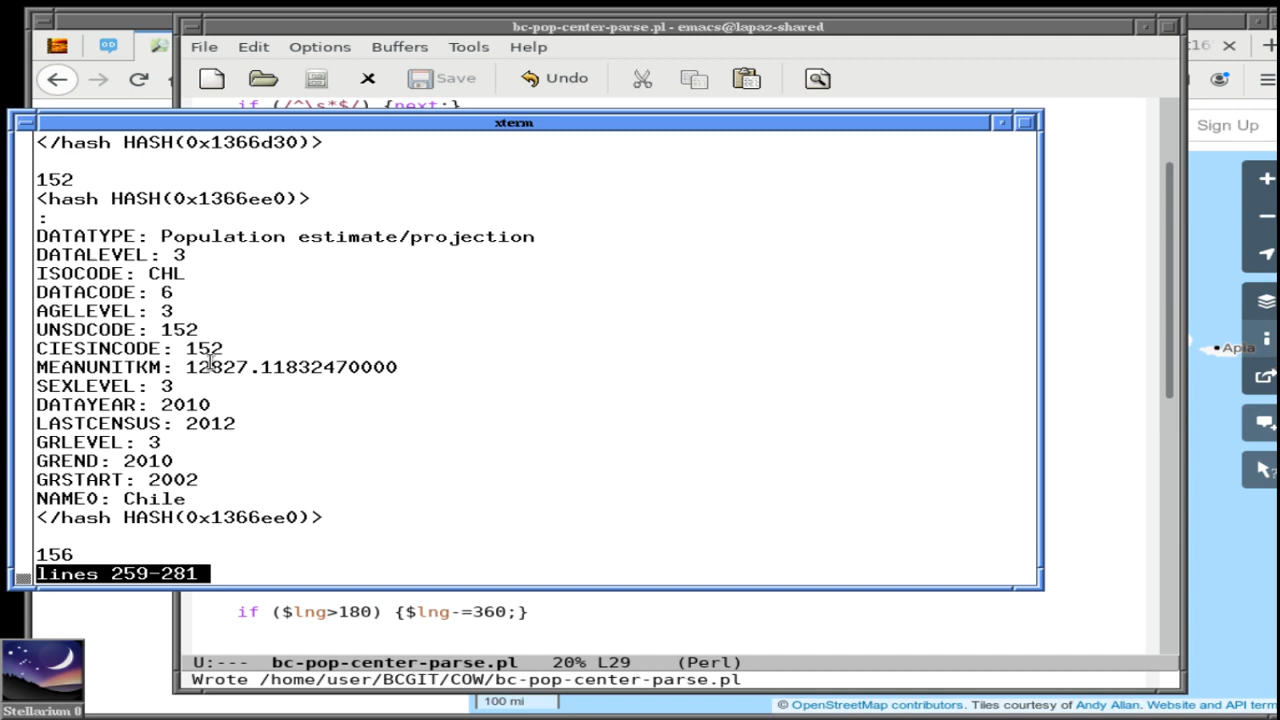 bc-pop-center-parse.pl - emacs@lapaz-shared
File Edit Options Buffers Tools Help
Save Undo
if (/^\s*$/) {next;}
xterm
</hash HASH(0x1366d30)>
152
<hash HASH(0x1366ee0)>
:
DATATYPE: Population estimate/projection
DATALEVEL: 3
ISOCODE: CHL
DATACODE: 6
AGELEVEL: 3
UNSDCODE: 152
CIESINCODE: 152
MEANUNITKM: 12827.11832470000
SEXLEVEL: 3
DATAYEAR: 2010
LASTCENSUS: 2012
GRLEVEL: 3
GREND: 2010
GRSTART: 2002
NAME0: Chile
</hash HASH(0x1366ee0)>
156
lines 259-281
if ($lng>180) {$lng-=360;}
U:--- bc-pop-center-parse.pl 20% L29 (Perl)
Wrote /home/user/BCGIT/COW/bc-pop-center-parse.pl
Sign Up
Apia
100 mi
© OpenStreetMap contributors. Tiles courtesy of Andy Allan. Website and API term
Stellarium 0